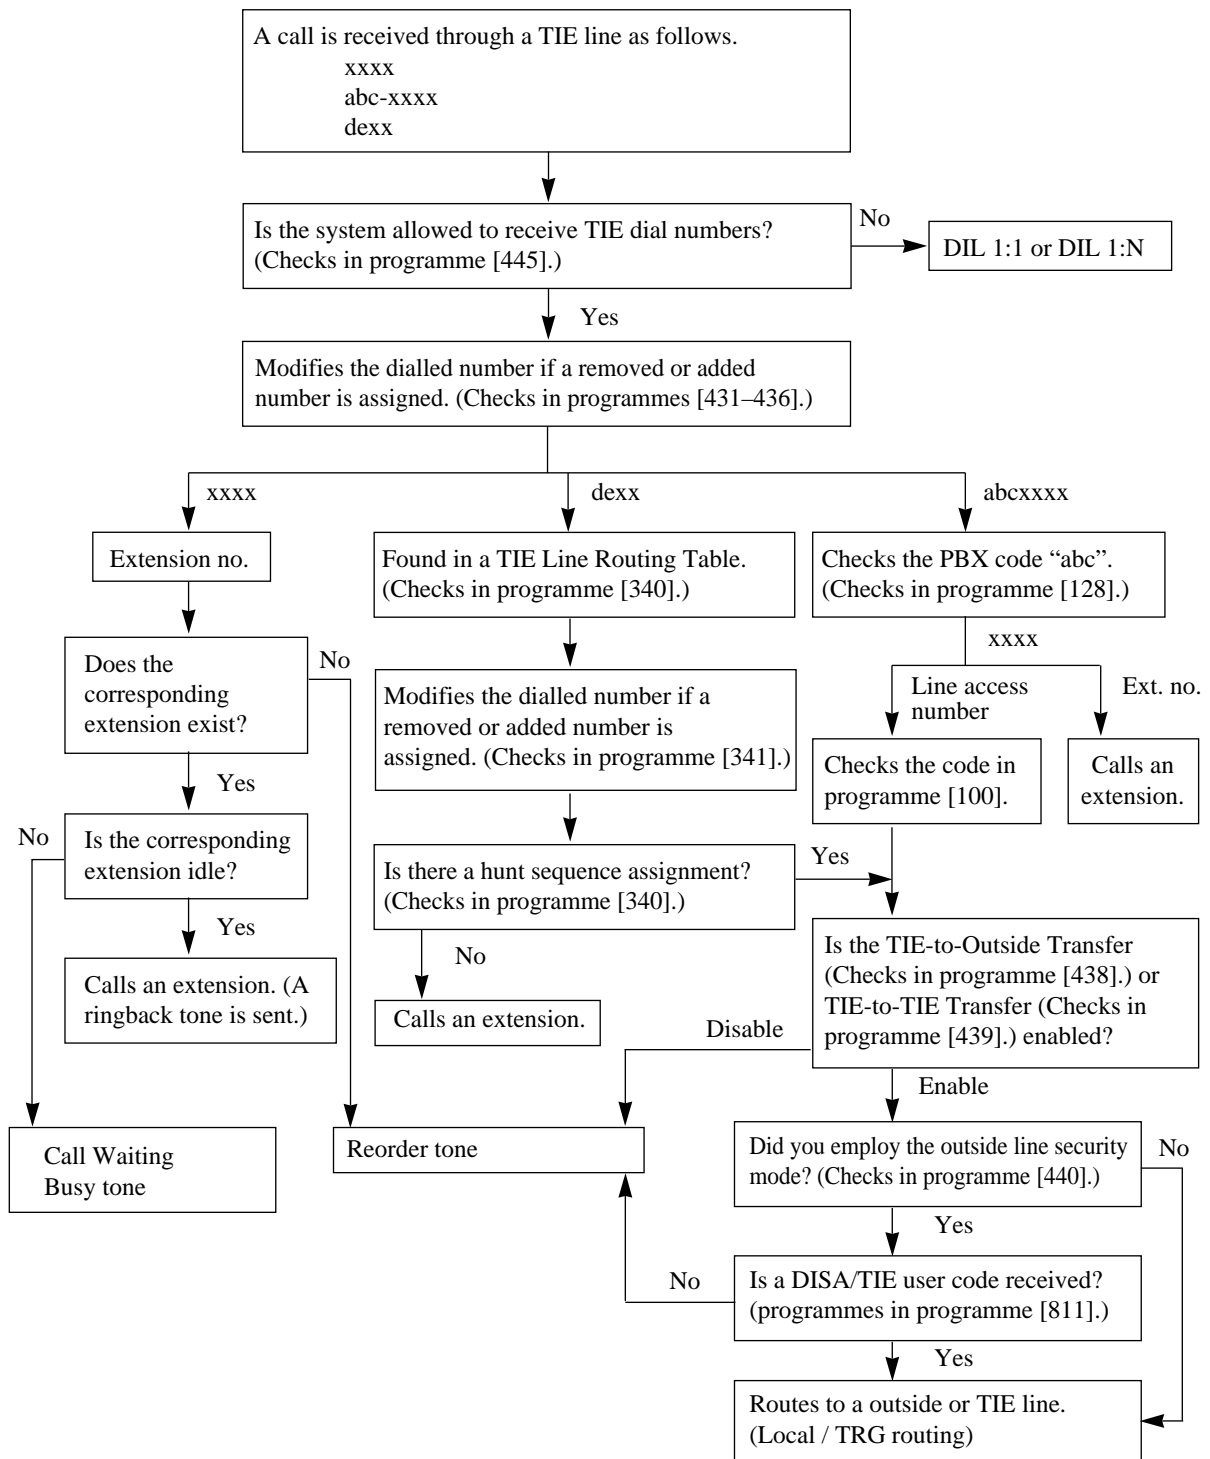 A call is received through a TIE line as follows.
xxxx
abc-xxxx
dexx
Is the system allowed to receive TIE dial numbers?
(Checks in programme [445].)
No
DIL 1:1 or DIL 1:N
Yes
Modifies the dialled number if a removed or added
number is assigned. (Checks in programmes [431–436].)
xxxx
dexx
abcxxxx
Extension no.
Found in a TIE Line Routing Table.
(Checks in programme [340].)
Checks the PBX code “abc”.
(Checks in programme [128].)
xxxx
Does the
corresponding
extension exist?
No
Modifies the dialled number if a
removed or added number is
assigned. (Checks in programme [341].)
Line access
number
Ext. no.
Checks the code in
programme [100].
Calls an
extension.
Yes
No
Is the corresponding
extension idle?
Is there a hunt sequence assignment?
(Checks in programme [340].)
Yes
Yes
No
Calls an extension. (A
ringback tone is sent.)
Calls an extension.
Is the TIE-to-Outside Transfer
(Checks in programme [438].) or
TIE-to-TIE Transfer (Checks in
programme [439].) enabled?
Disable
Enable
Call Waiting
Busy tone
Reorder tone
Did you employ the outside line security
mode? (Checks in programme [440].)
No
Yes
No
Is a DISA/TIE user code received?
(programmes in programme [811].)
Yes
Routes to a outside or TIE line.
(Local / TRG routing)